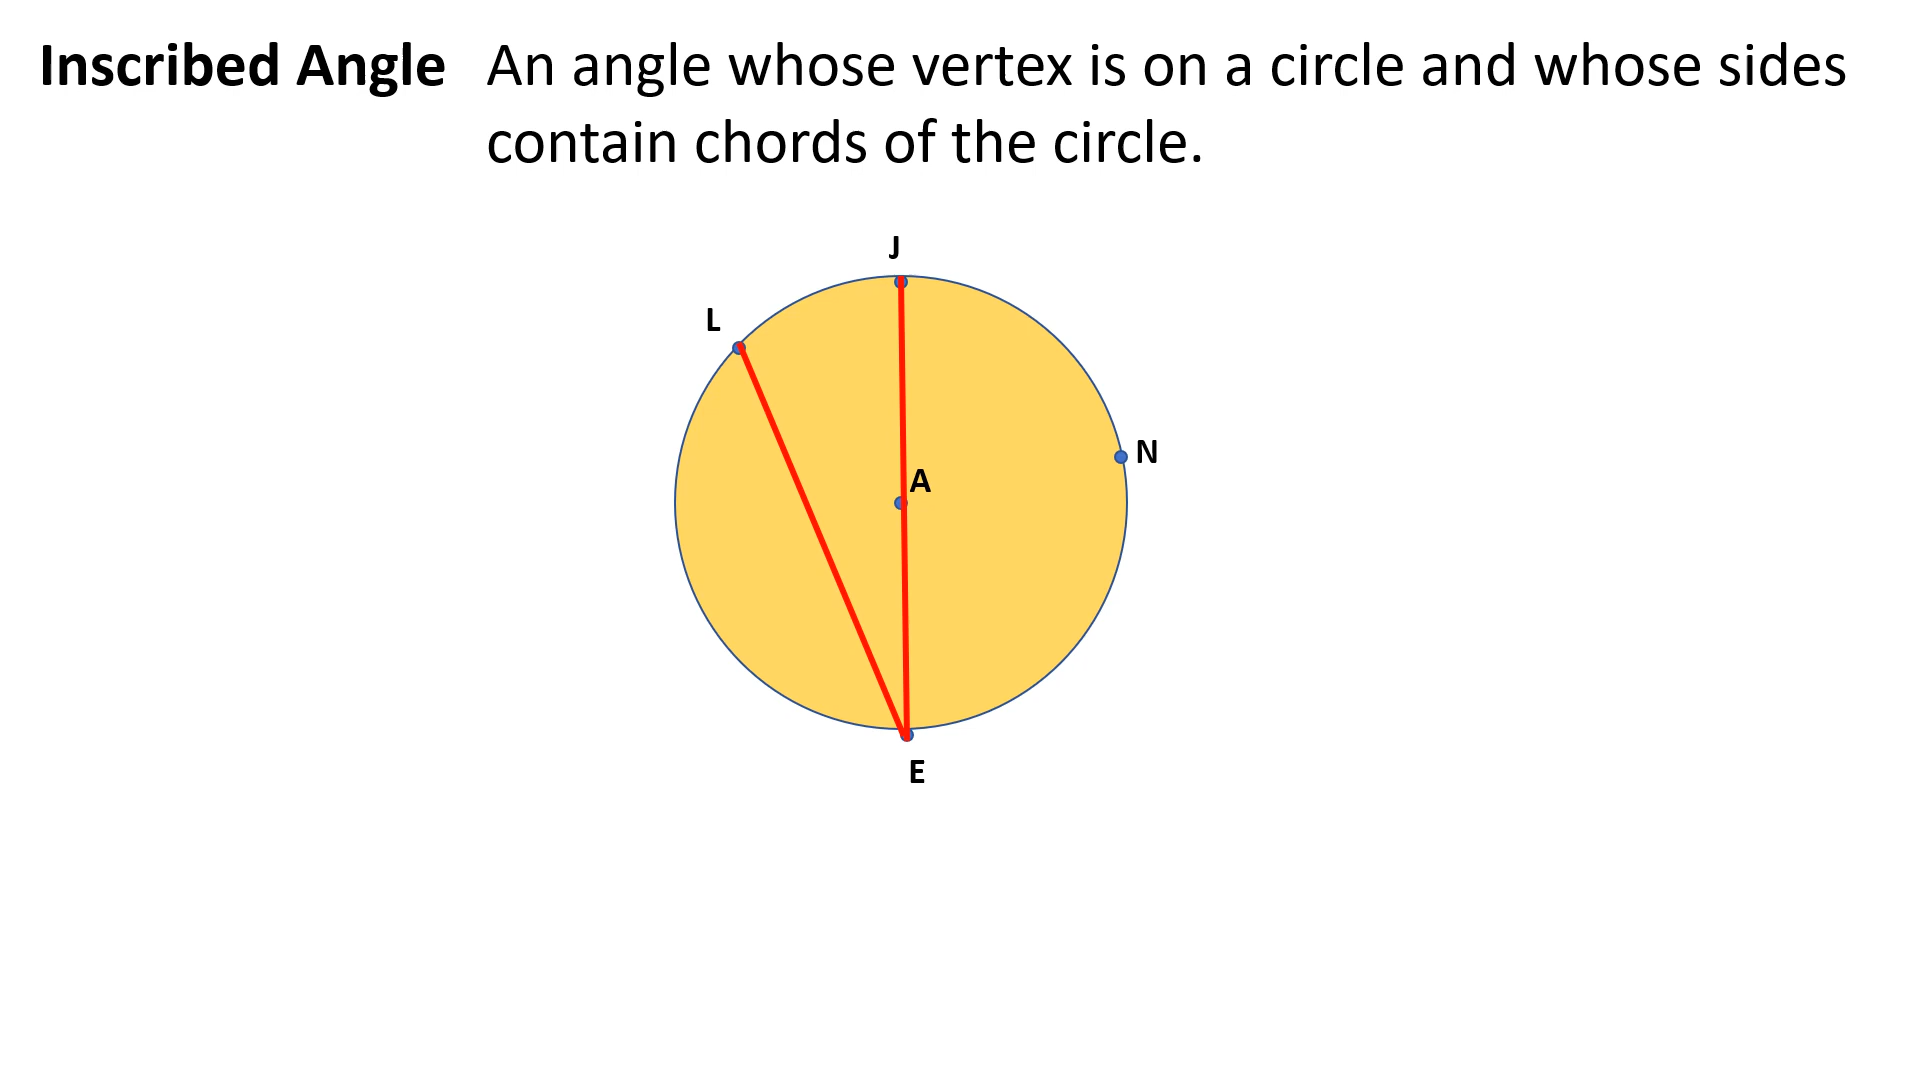 Inscribed Angle An angle whose vertex is on a circle and whose sides
contain chords of the circle.
J
L
N
A
E